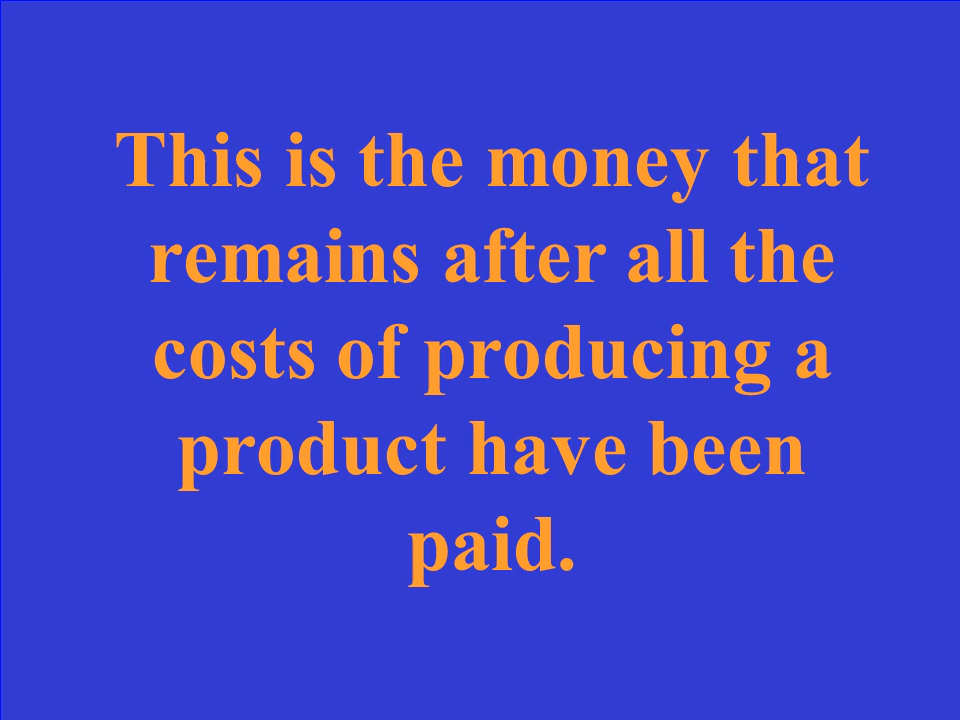 This is the money that
remains after all the
costs of producing a
product have been
paid.